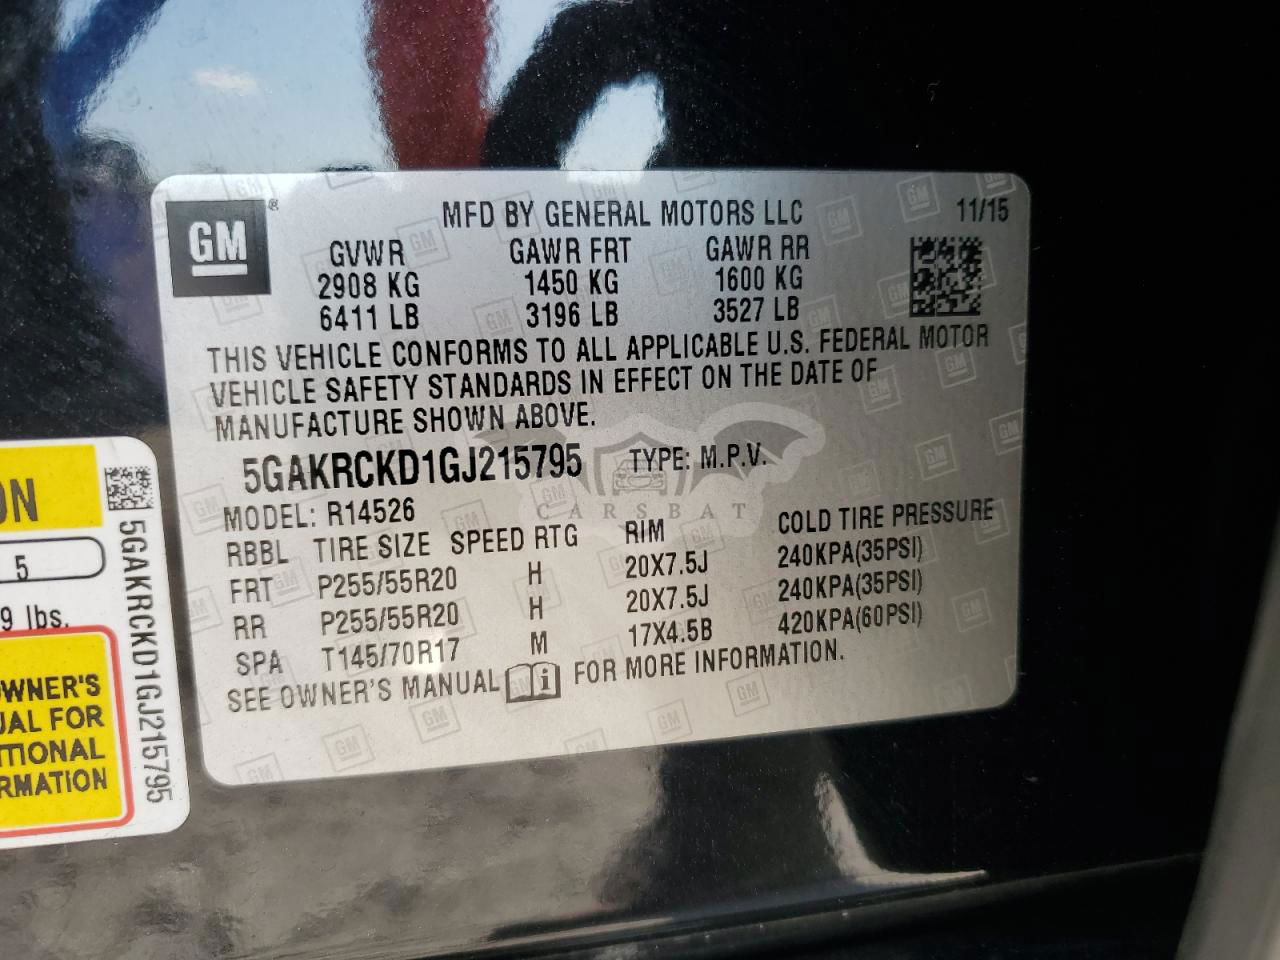 GM
®
MFD BY GENERAL MOTORS LLC
11/15
GVWR GAWR FRT GAWR RR
2908 KG 1450 KG 1600 KG
6411 LB 3196 LB 3527 LB
THIS VEHICLE CONFORMS TO ALL APPLICABLE U.S. FEDERAL MOTOR
VEHICLE SAFETY STANDARDS IN EFFECT ON THE DATE OF
MANUFACTURE SHOWN ABOVE.
5GAKRCKD1GJ215795 TYPE: M.P.V.
CARSBAT
MODEL: R14526
RBBL TIRE SIZE SPEED RTG RIM COLD TIRE PRESSURE
FRT P255/55R20 H 20X7.5J 240KPA(35PSI)
RR P255/55R20 H 20X7.5J 240KPA(35PSI)
SPA T145/70R17 M 17X4.5B 420KPA(60PSI)
SEE OWNER'S MANUAL i FOR MORE INFORMATION.
ON
5
9 lbs.
WNER'S
UAL FOR
ITIONAL
RMATION
5GAKRCKD1GJ215795